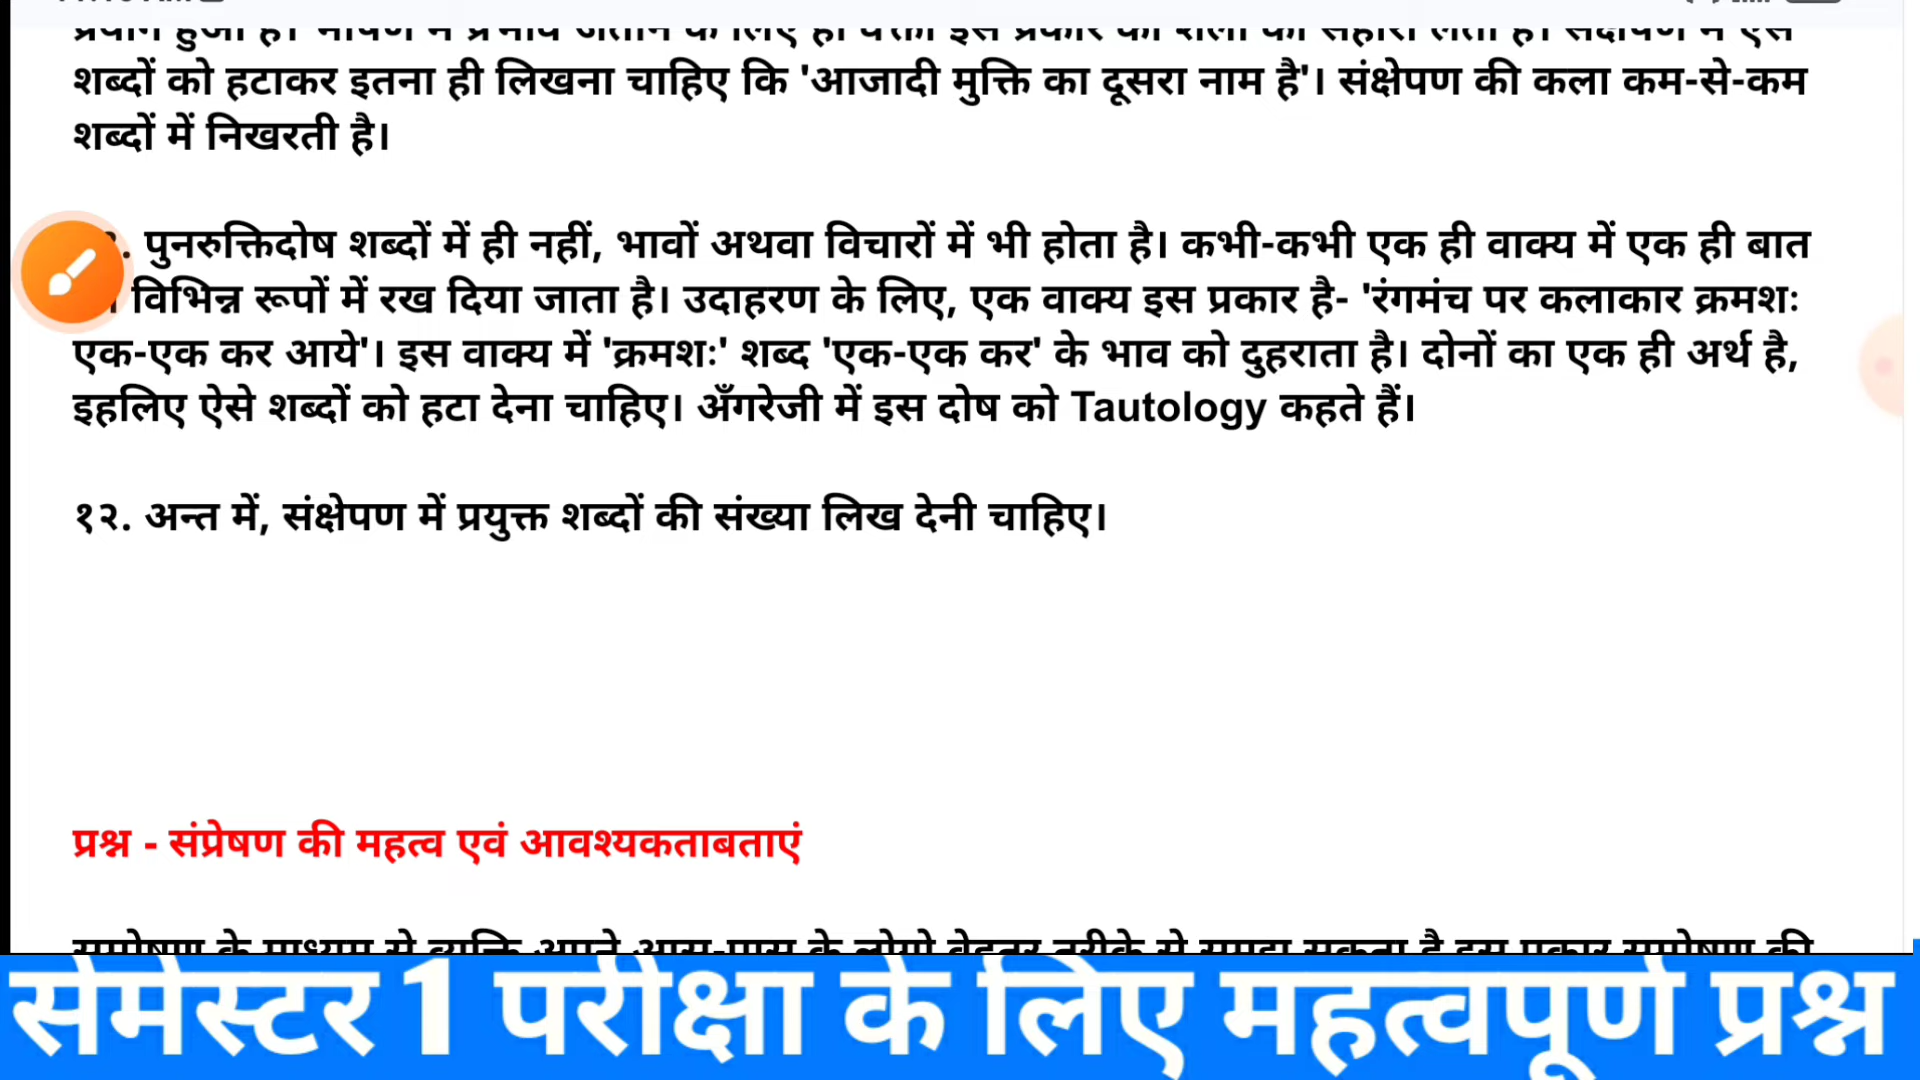 शब्दों को हटाकर इतना ही लिखना चाहिए कि 'आजादी मुक्ति का दूसरा नाम है'। संक्षेपण की कला कम-से-कम
शब्दों में निखरती है।
. पुनरुक्तिदोष शब्दों में ही नहीं, भावों अथवा विचारों में भी होता है। कभी-कभी एक ही वाक्य में एक ही बात
विभिन्न रूपों में रख दिया जाता है। उदाहरण के लिए, एक वाक्य इस प्रकार है- 'रंगमंच पर कलाकार क्रमशः
एक-एक कर आये'। इस वाक्य में 'क्रमशः' शब्द 'एक-एक कर' के भाव को दुहराता है। दोनों का एक ही अर्थ है,
इहलिए ऐसे शब्दों को हटा देना चाहिए। अँगरेजी में इस दोष को Tautology कहते हैं।
१२. अन्त में, संक्षेपण में प्रयुक्त शब्दों की संख्या लिख देनी चाहिए।
प्रश्न - संप्रेषण की महत्व एवं आवश्यकताबताएं
सेमेस्टर 1 परीक्षा के लिए महत्वपूर्ण प्रश्न